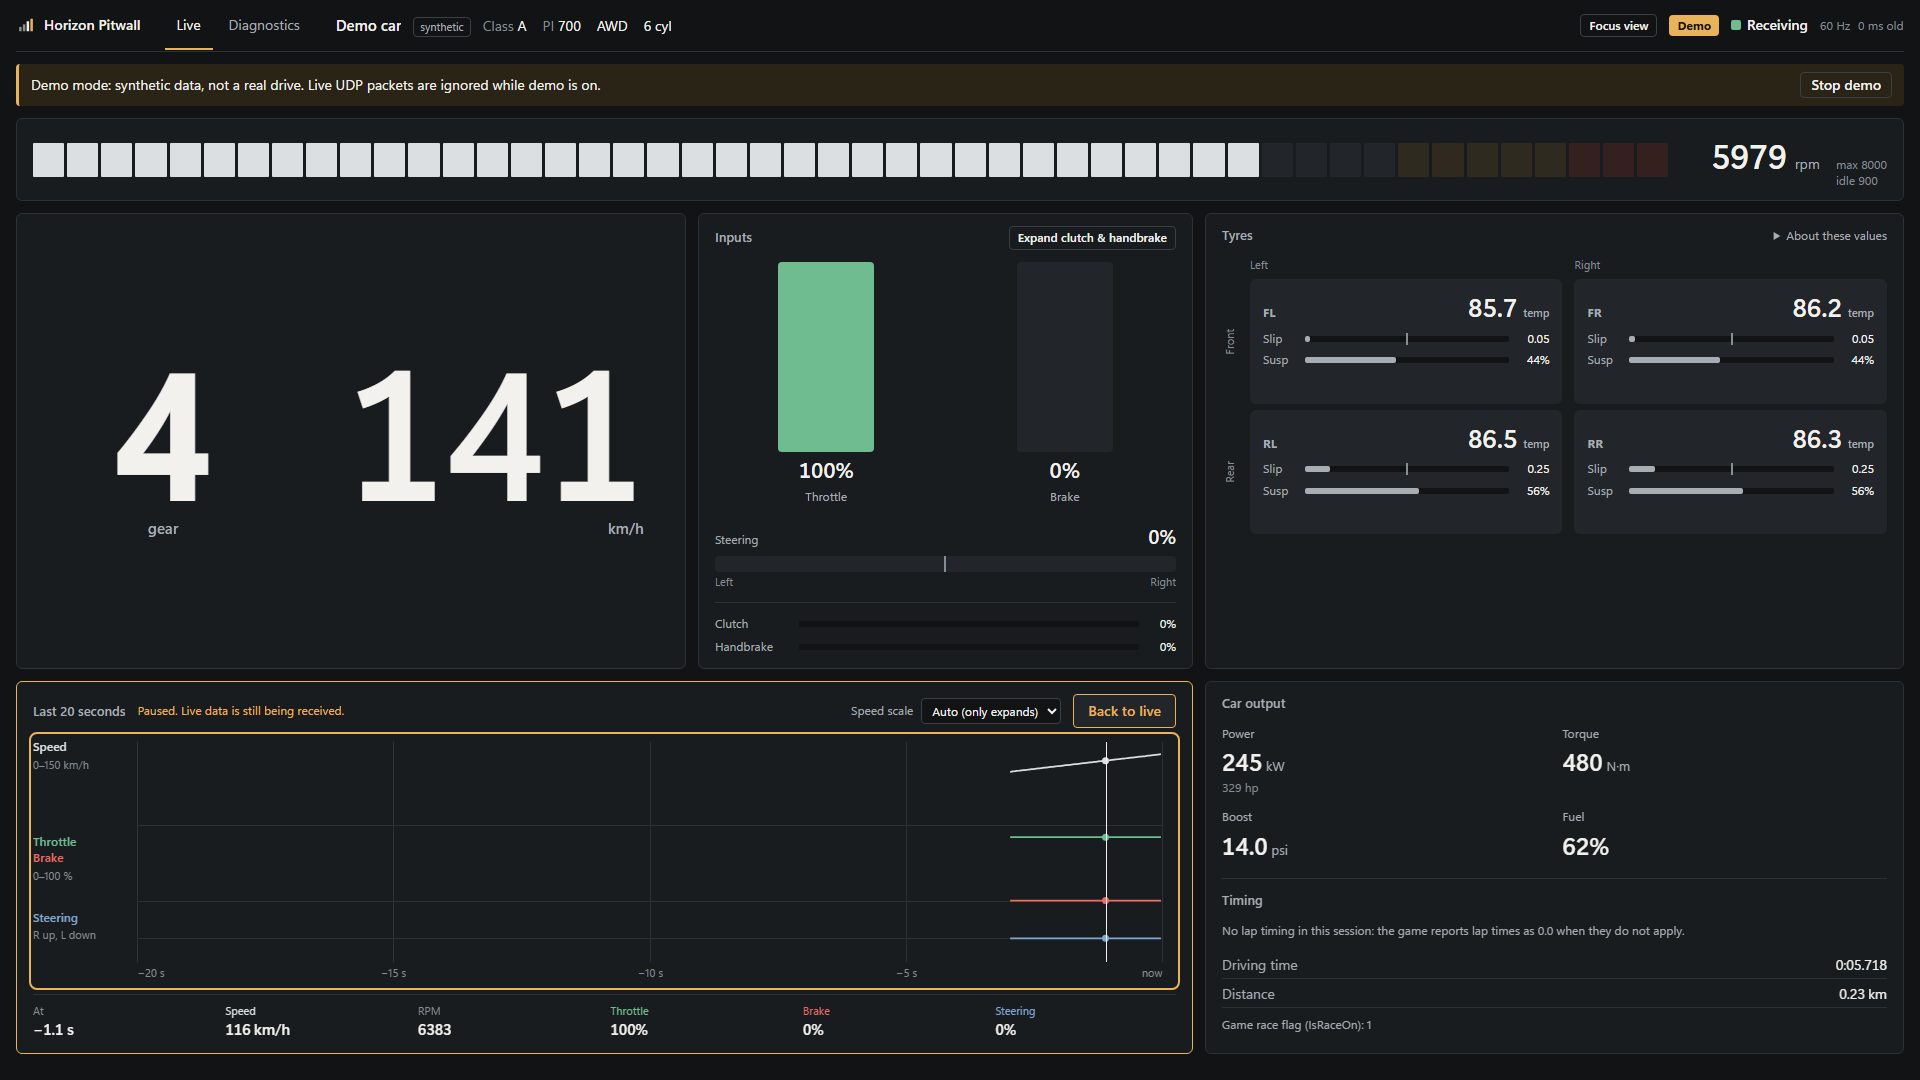 Horizon Pitwall
Live
Diagnostics
Demo car
synthetic
Class A
PI 700
AWD
6 cyl
Focus view
Demo
Receiving
60 Hz
0 ms old
Demo mode: synthetic data, not a real drive. Live UDP packets are ignored while demo is on.
Stop demo
5979 rpm
max 8000
idle 900
4
gear
141
km/h
Inputs
Expand clutch & handbrake
100%
Throttle
0%
Brake
Steering
0%
Left
Right
Clutch
0%
Handbrake
0%
Tyres
About these values
Left
Right
Front
FL
85.7 temp
Slip
0.05
Susp
44%
FR
86.2 temp
Slip
0.05
Susp
44%
Rear
RL
86.5 temp
Slip
0.25
Susp
56%
RR
86.3 temp
Slip
0.25
Susp
56%
Last 20 seconds
Paused. Live data is still being received.
Speed scale
Auto (only expands)
Back to live
Speed
0–150 km/h
Throttle
Brake
0–100 %
Steering
R up, L down
−20 s
−15 s
−10 s
−5 s
now
At
−1.1 s
Speed
116 km/h
RPM
6383
Throttle
100%
Brake
0%
Steering
0%
Car output
Power
245 kW
329 hp
Torque
480 N·m
Boost
14.0 psi
Fuel
62%
Timing
No lap timing in this session: the game reports lap times as 0.0 when they do not apply.
Driving time
0:05.718
Distance
0.23 km
Game race flag (IsRaceOn): 1